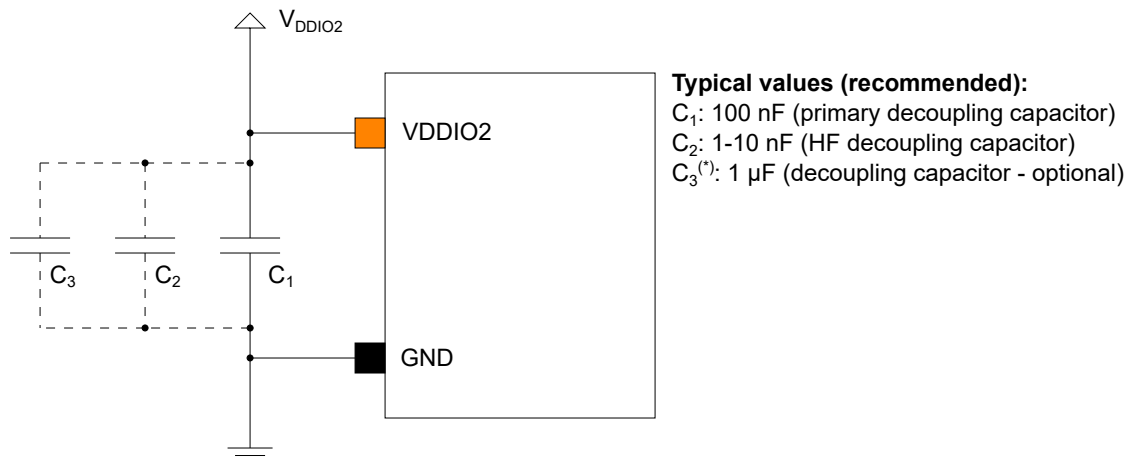 V_DDIO2
VDDIO2
Typical values (recommended):
C₁: 100 nF (primary decoupling capacitor)
C₂: 1-10 nF (HF decoupling capacitor)
C₃⁽*⁾: 1 µF (decoupling capacitor - optional)
C₃ C₂ C₁
GND